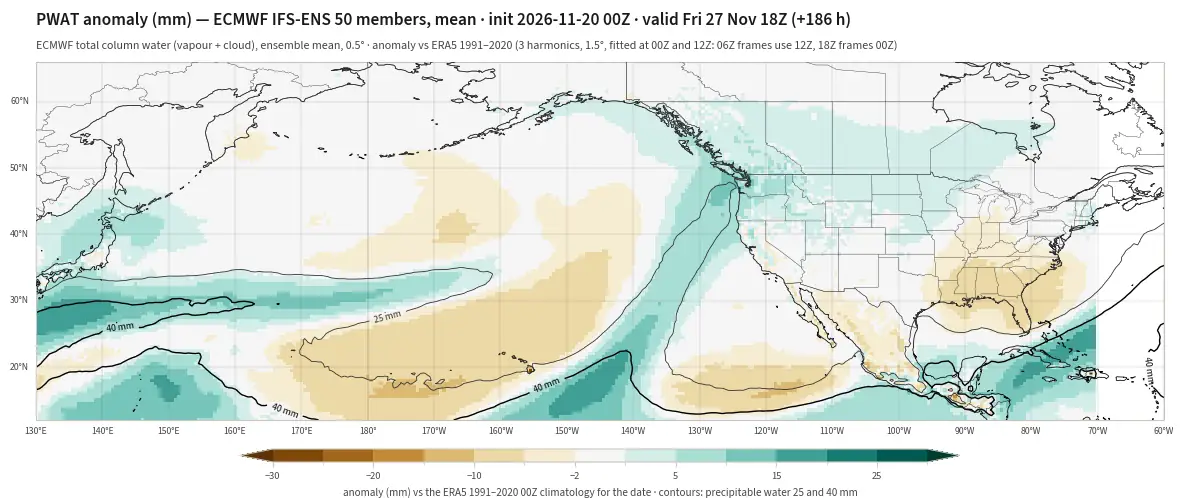 PWAT anomaly (mm) — ECMWF IFS-ENS 50 members, mean · init 2026-11-20 00Z · valid Fri 27 Nov 18Z (+186 h)
ECMWF total column water (vapour + cloud), ensemble mean, 0.5° · anomaly vs ERA5 1991–2020 (3 harmonics, 1.5°, fitted at 00Z and 12Z: 06Z frames use 12Z, 18Z frames 00Z)
60°N
50°N
40°N
30°N
20°N
25 mm
40 mm
40 mm
40 mm
40 mm
130°E 140°E 150°E 160°E 170°E 180° 170°W 160°W 150°W 140°W 130°W 120°W 110°W 100°W 90°W 80°W 70°W 60°W
−30 −20 −10 −2 5 15 25
anomaly (mm) vs the ERA5 1991–2020 00Z climatology for the date · contours: precipitable water 25 and 40 mm